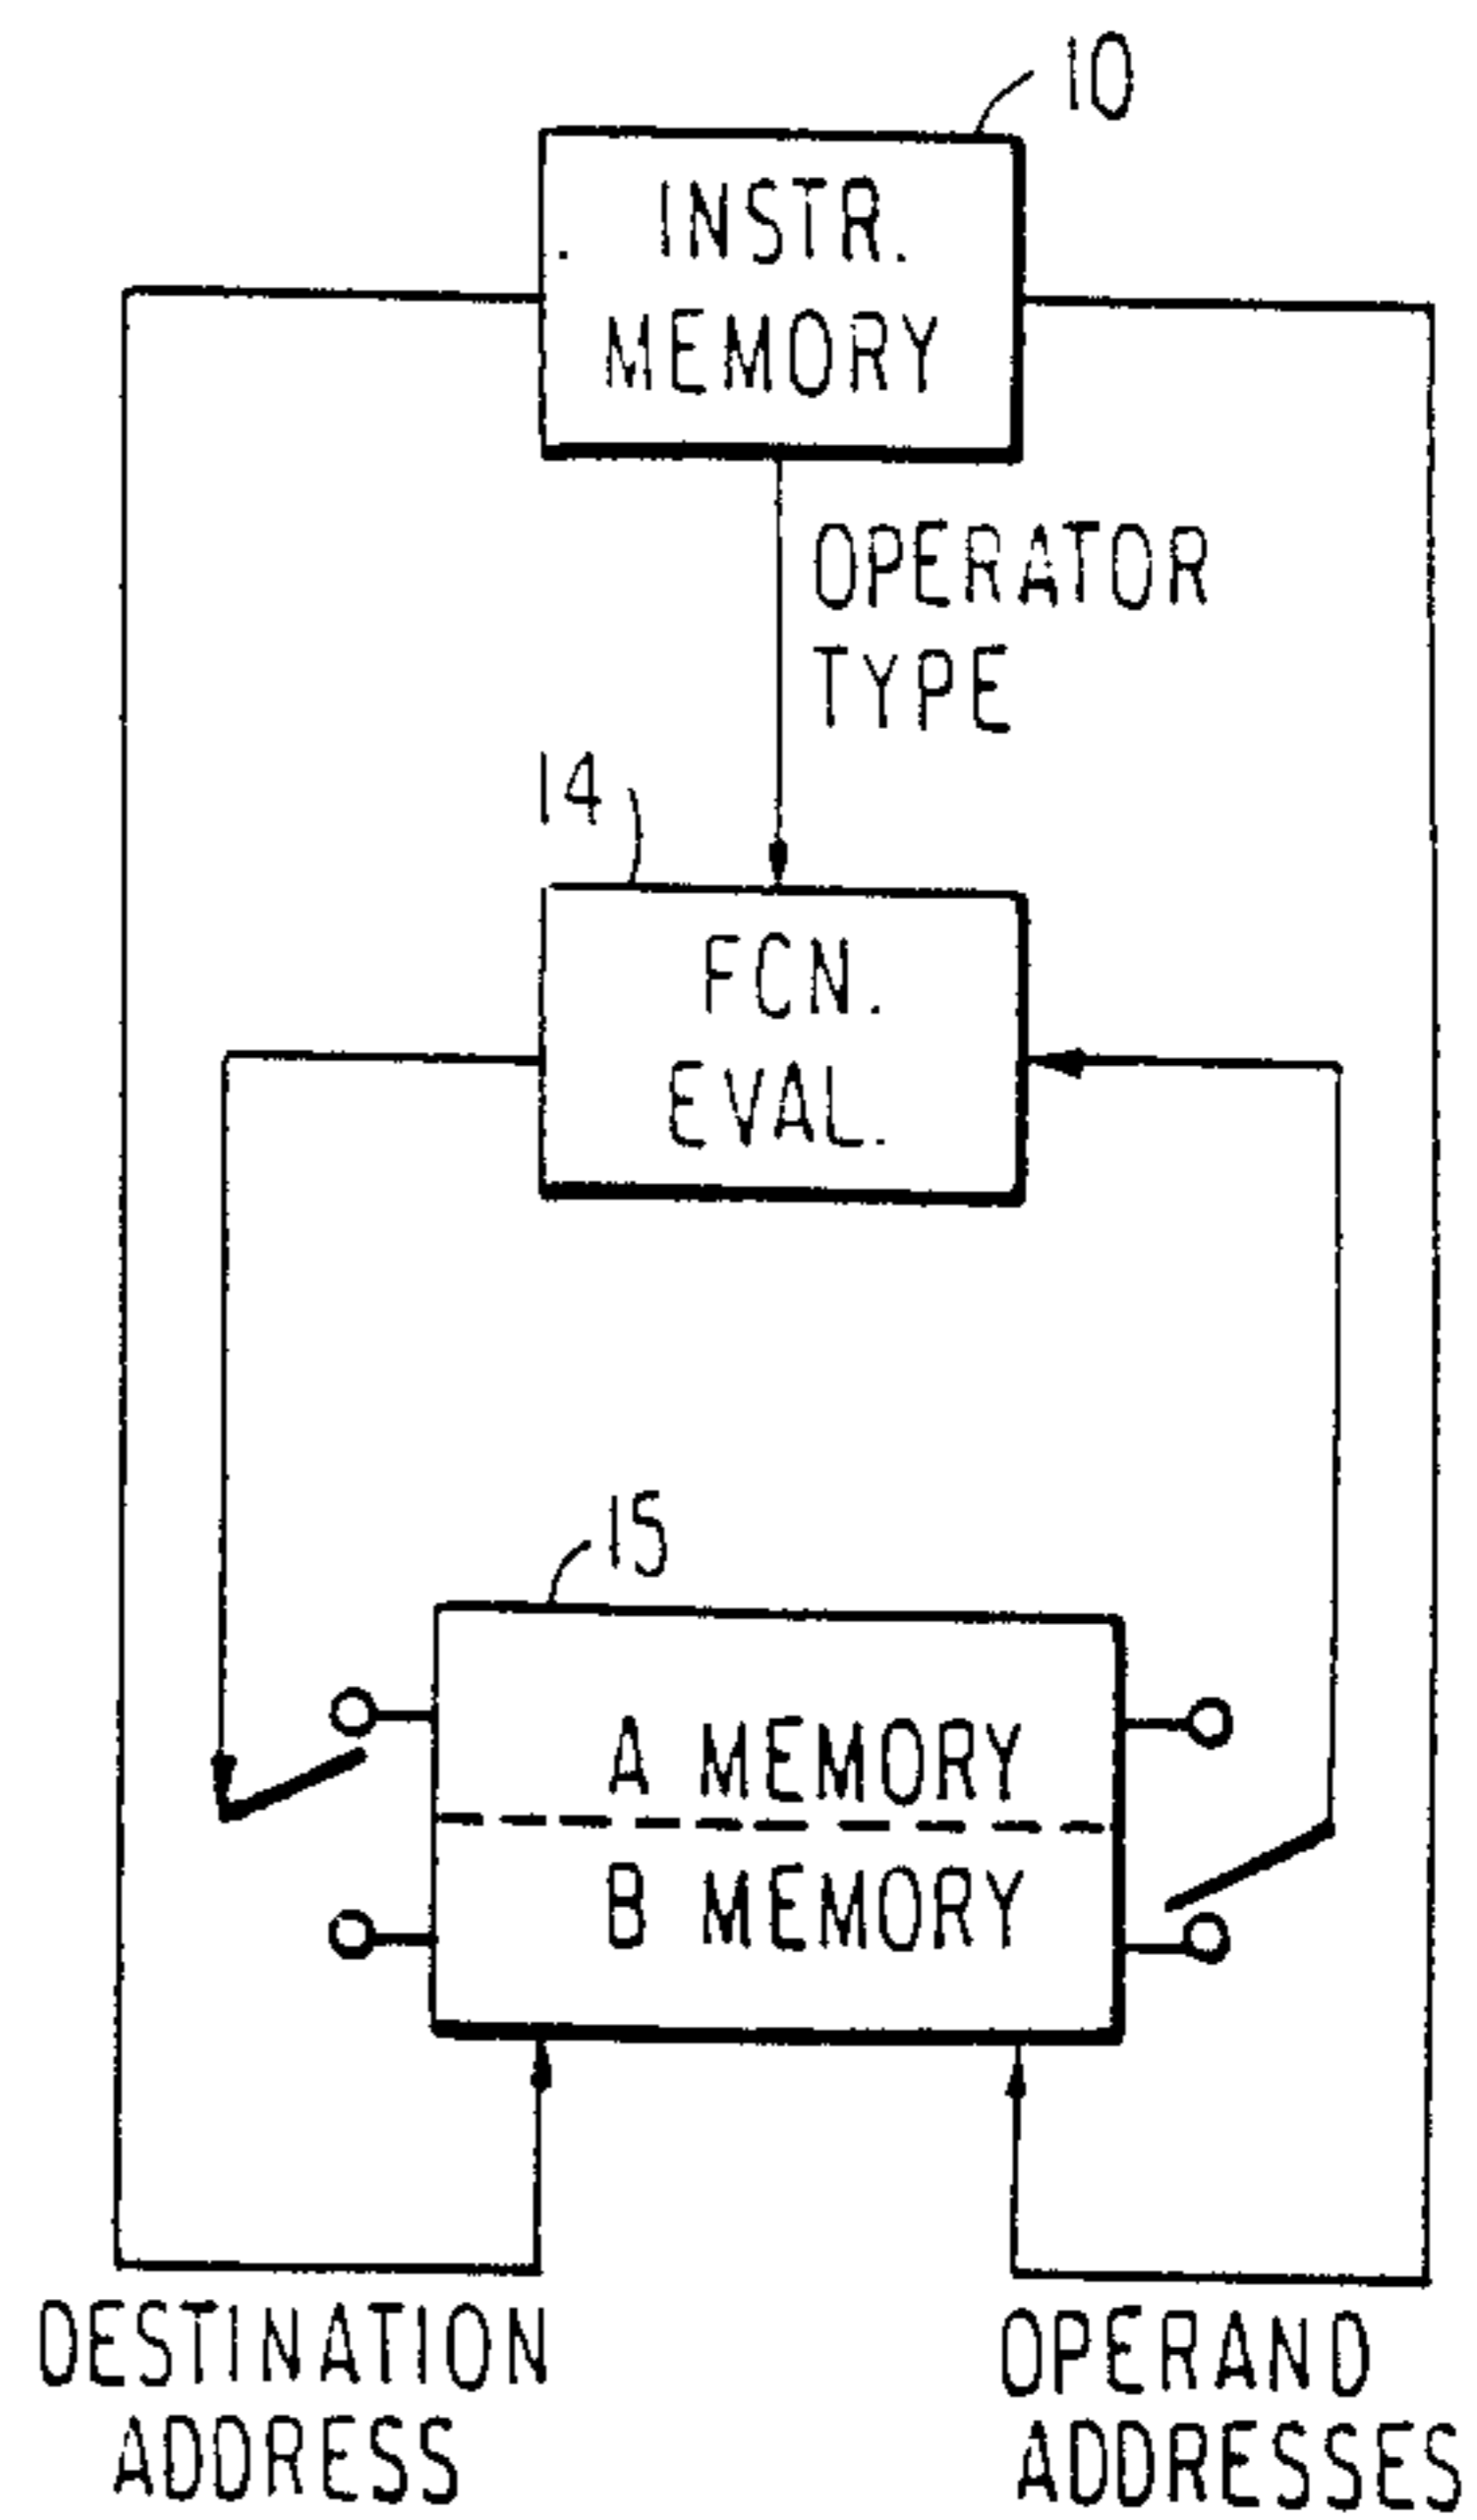 10
INSTR.
MEMORY
OPERATOR
TYPE
14
FCN.
EVAL.
15
A MEMORY
B MEMORY
DESTINATION
ADDRESS
OPERAND
ADDRESSES